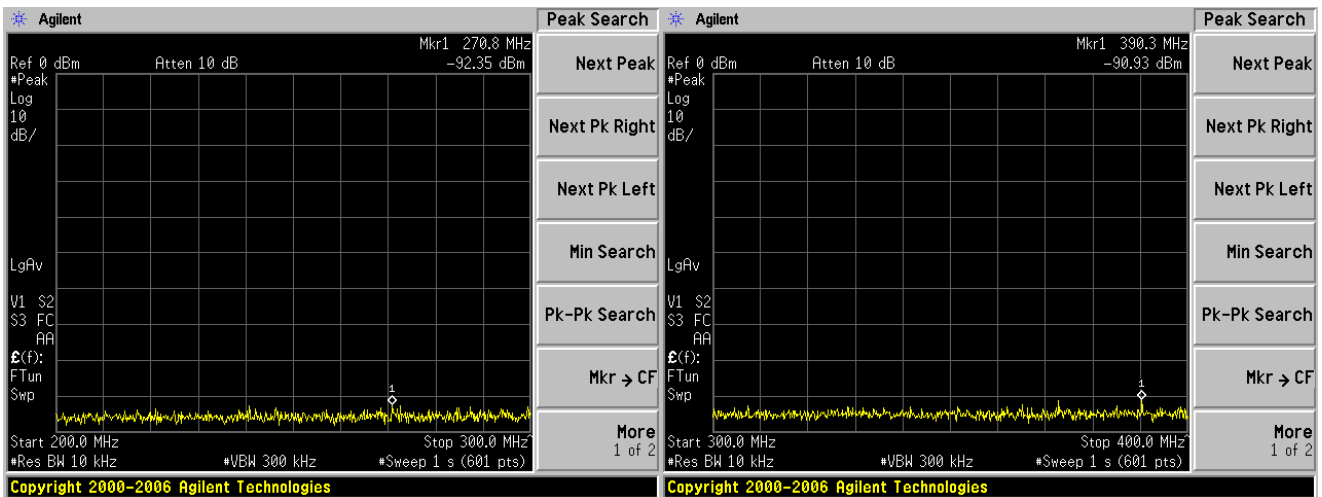 Agilent
Peak Search
Mkr1 270.8 MHz
Ref 0 dBm Atten 10 dB -92.35 dBm
#Peak
Log
10
dB/
LgAv
V1 S2
S3 FC
AA
£(f):
FTun
Swp
1
Start 200.0 MHz Stop 300.0 MHz^
#Res BW 10 kHz #VBW 300 kHz #Sweep 1 s (601 pts)
Next Peak
Next Pk Right
Next Pk Left
Min Search
Pk-Pk Search
Mkr → CF
More
1 of 2
Copyright 2000-2006 Agilent Technologies
Agilent
Peak Search
Mkr1 390.3 MHz
Ref 0 dBm Atten 10 dB -90.93 dBm
#Peak
Log
10
dB/
LgAv
V1 S2
S3 FC
AA
£(f):
FTun
Swp
1
Start 300.0 MHz Stop 400.0 MHz^
#Res BW 10 kHz #VBW 300 kHz #Sweep 1 s (601 pts)
Next Peak
Next Pk Right
Next Pk Left
Min Search
Pk-Pk Search
Mkr → CF
More
1 of 2
Copyright 2000-2006 Agilent Technologies